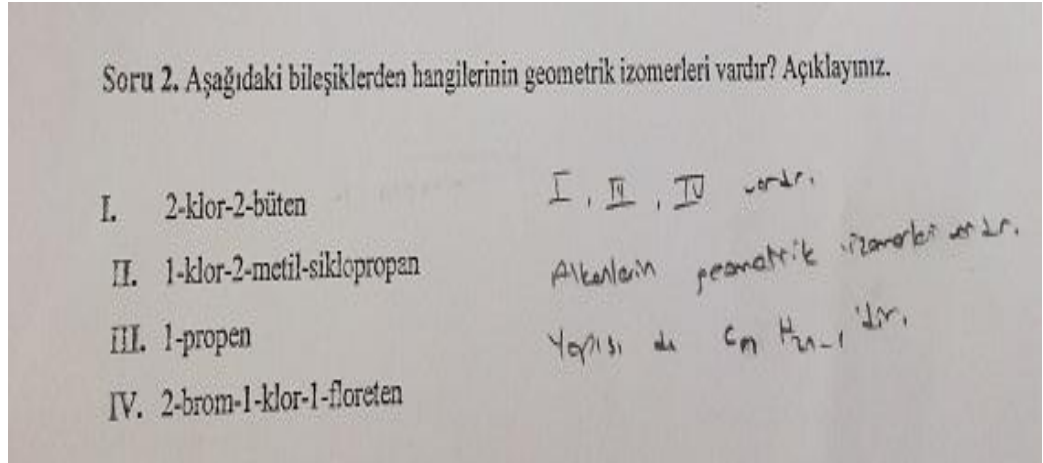 Soru 2. Aşağıdaki bileşiklerden hangilerinin geometrik izomerleri vardır? Açıklayınız.
I. 2-klor-2-büten
II. 1-klor-2-metil-siklopropan
III. 1-propen
IV. 2-brom-1-klor-1-floreten
I, II, IV vardır.
Alkenlerin geometrik izomerleri vardır.
Yapısı da CnH2n-1 'dir.